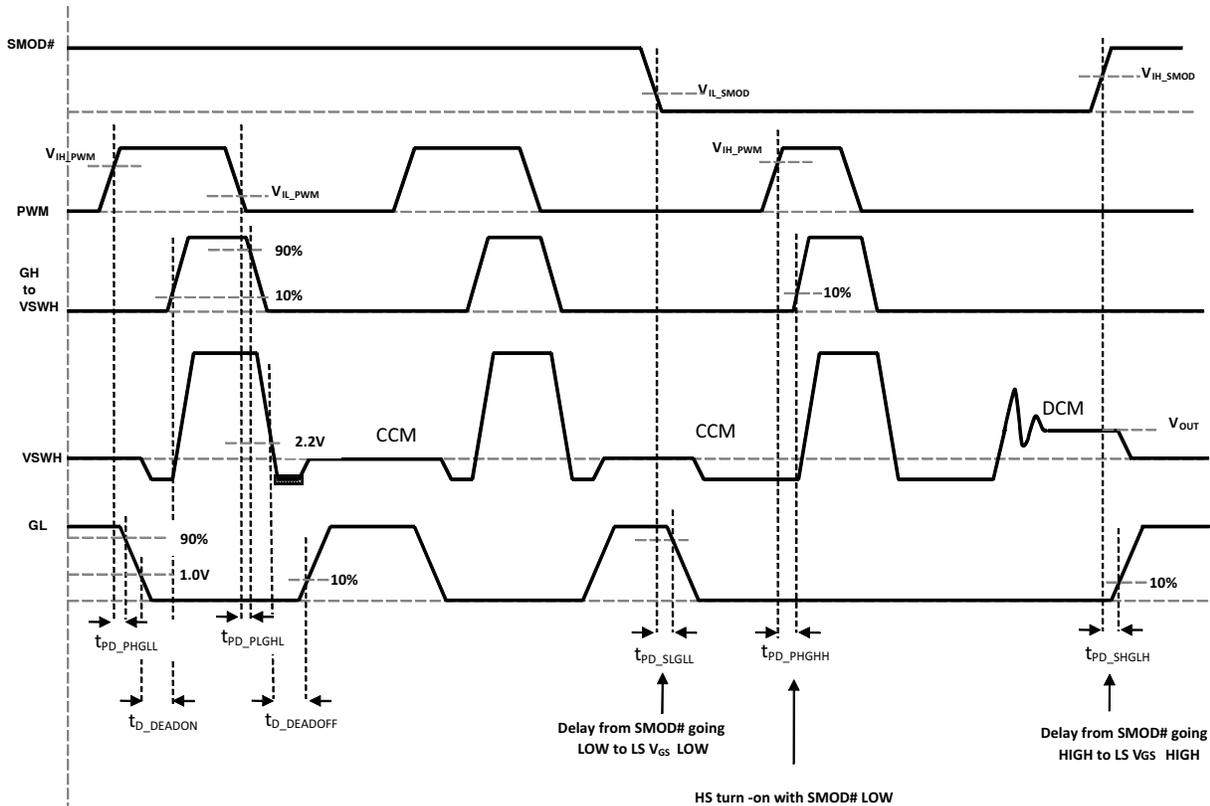 SMOD#
V_IL_SMOD
V_IH_SMOD
V_IH_PWM
V_IL_PWM
V_IH_PWM
PWM
90%
GH
to
VSWH
10%
10%
2.2V
CCM
CCM
DCM
V_OUT
VSWH
GL
90%
1.0V
10%
10%
t_PD_PHGLL
t_PD_PLGHL
t_PD_SLGLL
t_PD_PHGHH
t_PD_SHGLH
t_D_DEADON
t_D_DEADOFF
Delay from SMOD# going
LOW to LS V_GS LOW
Delay from SMOD# going
HIGH to LS VGS HIGH
HS turn -on with SMOD# LOW